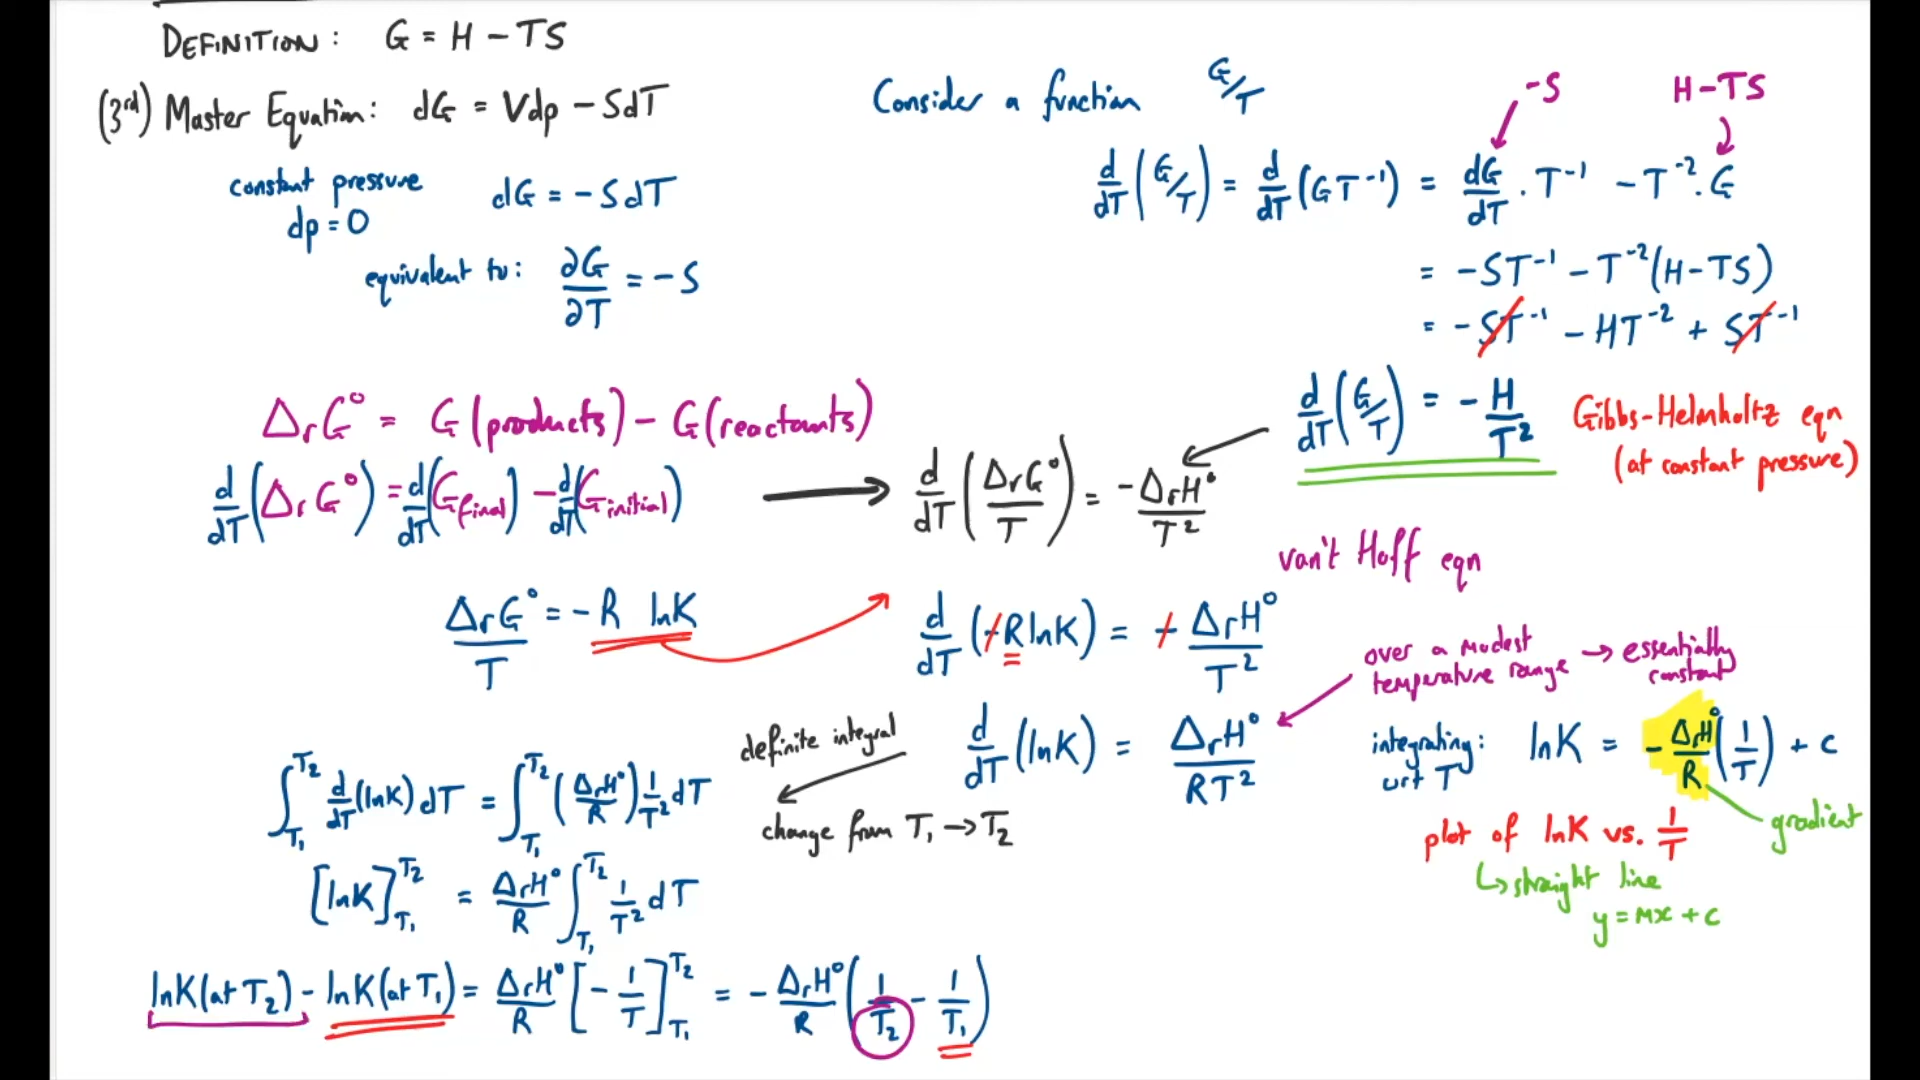 DEFINITION: G = H - TS
(3rd) Master Equation: dG = Vdp - SdT
constant pressure dp = 0 dG = -SdT
equivalent to: ∂G/∂T = -S
Consider a function G/T
-S H-TS
d/dT (G/T) = d/dT (GT⁻¹) = dG/dT . T⁻¹ - T⁻² . G
= -ST⁻¹ - T⁻²(H-TS)
= -ST⁻¹ - HT⁻² + ST⁻¹
d/dT (G/T) = - H/T²
Gibbs-Helmholtz eqn
(at constant pressure)
ΔrG° = G(products) - G(reactants)
d/dT (ΔrG°) = d/dT (Gfinal) - d/dT (Ginitial) → d/dT (ΔrG°/T) = -ΔrH°/T²
van't Hoff eqn
ΔrG°/T = -R lnK
d/dT (-R lnK) = -ΔrH°/T²
over a modest temperature range → essentially constant
d/dT (lnK) = ΔrH°/RT²
integrating: wrt T lnK = -ΔrH°/R (1/T) + c
gradient
plot of lnK vs. 1/T
↳ straight line
y = mx + c
definite integral
change from T₁ → T₂
∫T₁T₂ d/dT (lnK) dT = ∫T₁T₂ (ΔrH°/R) 1/T² dT
[lnK]T₁T₂ = ΔrH°/R ∫T₁T₂ 1/T² dT
lnK(at T₂) - lnK(at T₁) = ΔrH°/R [-1/T]T₁T₂ = -ΔrH°/R (1/T₂ - 1/T₁)